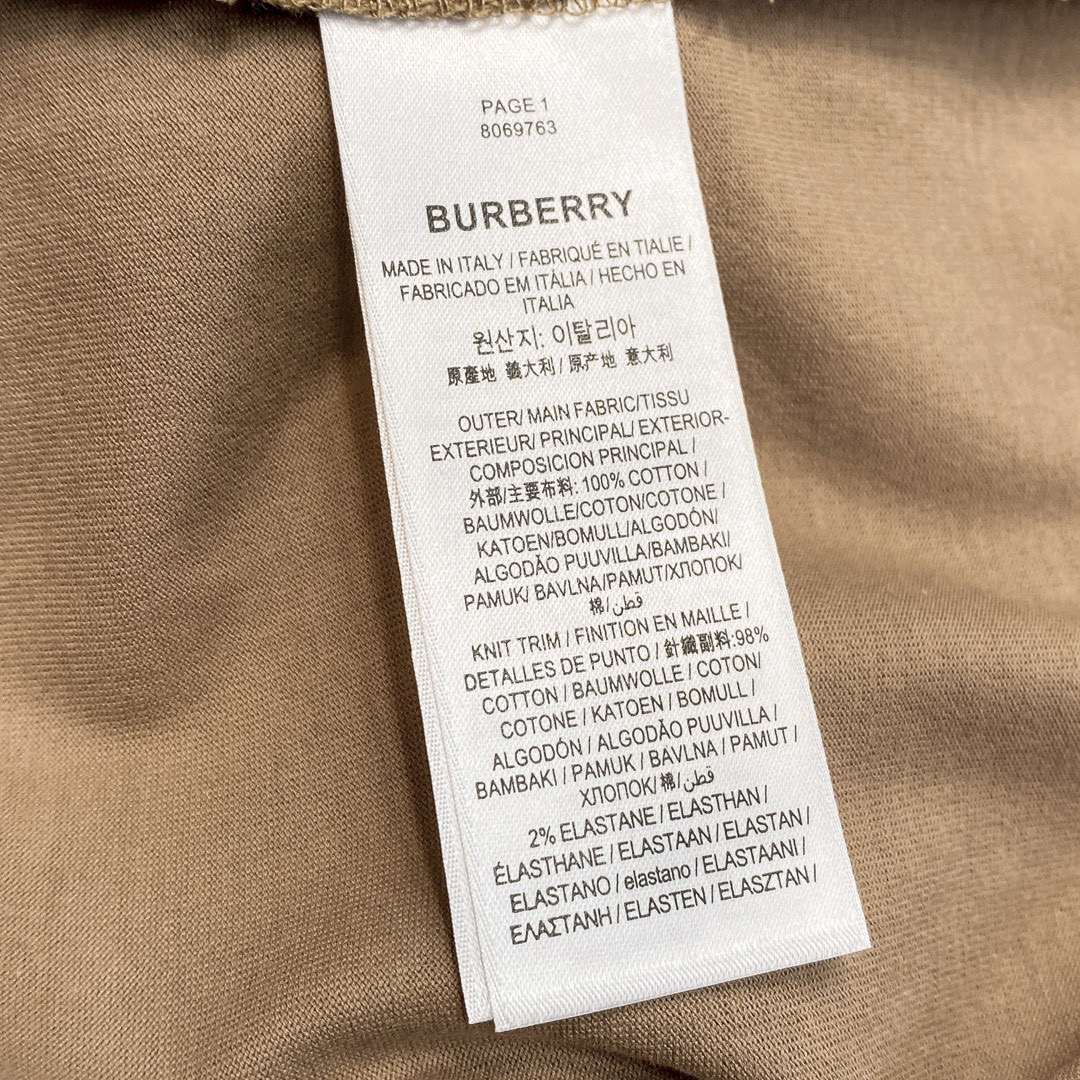 PAGE 1
8069763
BURBERRY
MADE IN ITALY / FABRIQUÉ EN TIALIE /
FABRICADO EM ITÁLIA / HECHO EN
ITALIA
원산지: 이탈리아
原產地 義大利 / 原产地 意大利
OUTER/ MAIN FABRIC/TISSU
EXTERIEUR/ PRINCIPAL/ EXTERIOR-
COMPOSICION PRINCIPAL /
外部/主要布料: 100% COTTON /
BAUMWOLLE/COTON/COTONE /
KATOEN/BOMULL/ALGODÓN/
ALGODÃO PUUVILLA/BAMBAKI/
PAMUK/ BAVLNA/PAMUT/ХЛОПОК/
棉/قطن/
KNIT TRIM / FINITION EN MAILLE /
DETALLES DE PUNTO / 針織副料:98%
COTTON / BAUMWOLLE / COTON/
COTONE / KATOEN / BOMULL /
ALGODÓN / ALGODÃO PUUVILLA /
BAMBAKI / PAMUK / BAVLNA / PAMUT /
ХЛОПОК/ 棉/قطن/
2% ELASTANE / ELASTHAN /
ÉLASTHANE / ELASTAAN / ELASTAN /
ELASTANO / elastano / ELASTAANI /
ΕΛΑΣΤΑΝΗ / ELASTEN / ELASZTAN /